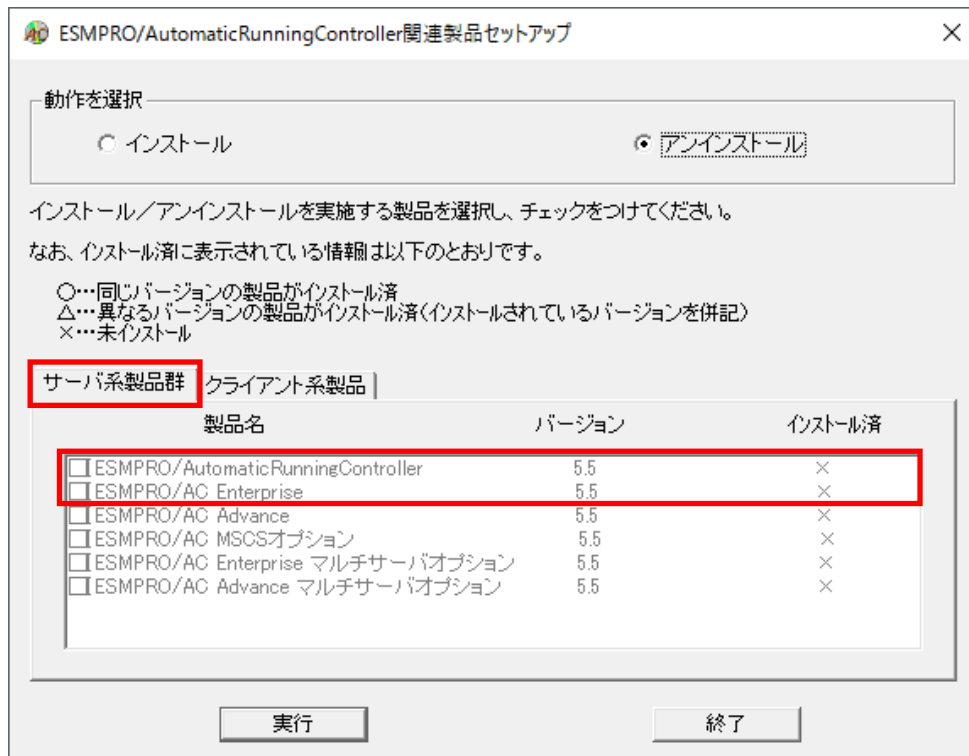 ESMPRO/AutomaticRunningController関連製品セットアップ
動作を選択
インストール アンインストール
インストール／アンインストールを実施する製品を選択し、チェックをつけてください。
なお、インストール済に表示されている情報は以下のとおりです。
○…同じバージョンの製品がインストール済
△…異なるバージョンの製品がインストール済(インストールされているバージョンを併記)
×…未インストール
サーバ系製品群 クライアント系製品
製品名 バージョン インストール済
ESMPRO/AutomaticRunningController 5.5 ×
ESMPRO/AC Enterprise 5.5 ×
ESMPRO/AC Advance 5.5 ×
ESMPRO/AC MSCSオプション 5.5 ×
ESMPRO/AC Enterprise マルチサーバオプション 5.5 ×
ESMPRO/AC Advance マルチサーバオプション 5.5 ×
実行 終了